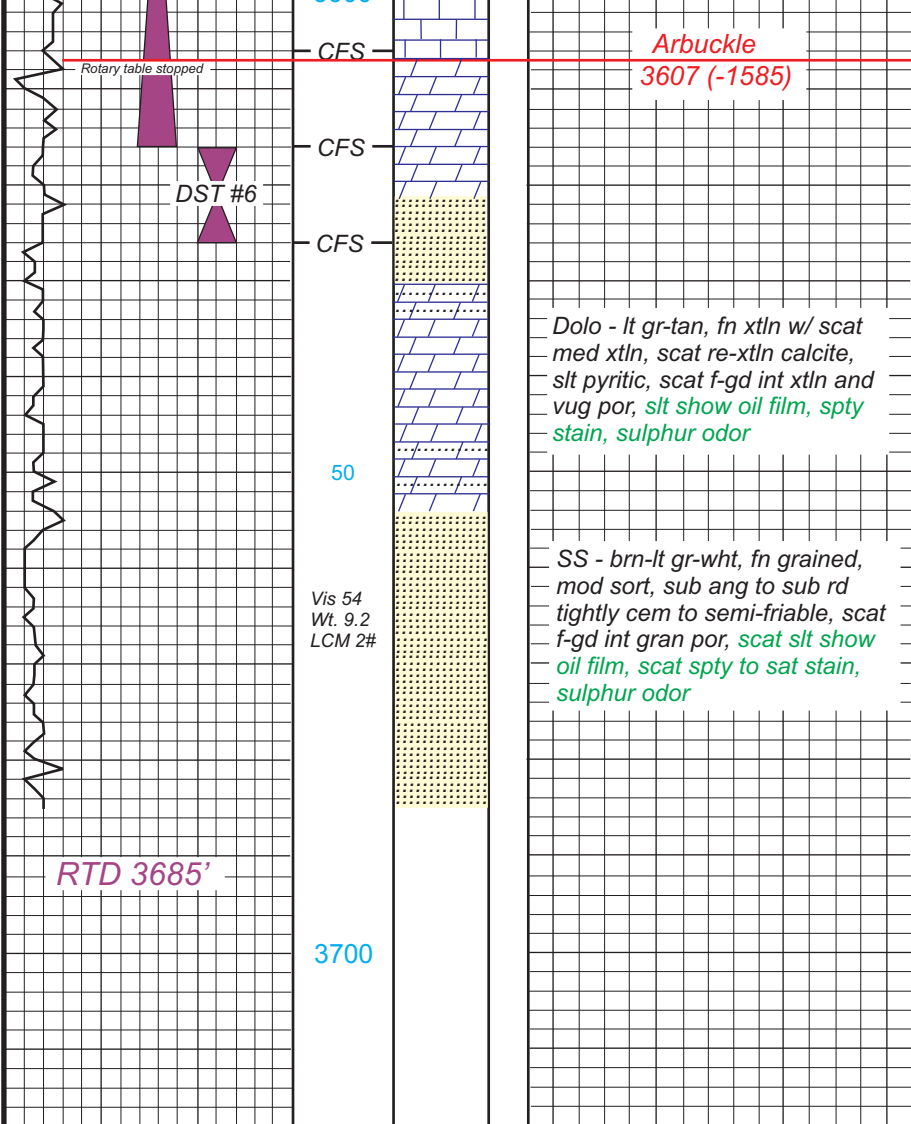 CFS
Arbuckle
3607 (-1585)
Rotary table stopped
CFS
DST #6
CFS
Dolo - lt gr-tan, fn xtln w/ scat
med xtln, scat re-xtln calcite,
slt pyritic, scat f-gd int xtln and
vug por, slt show oil film, spty
stain, sulphur odor
50
SS - brn-lt gr-wht, fn grained,
mod sort, sub ang to sub rd
tightly cem to semi-friable, scat
f-gd int gran por, scat slt show
oil film, scat spty to sat stain,
sulphur odor
Vis 54
Wt. 9.2
LCM 2#
RTD 3685'
3700